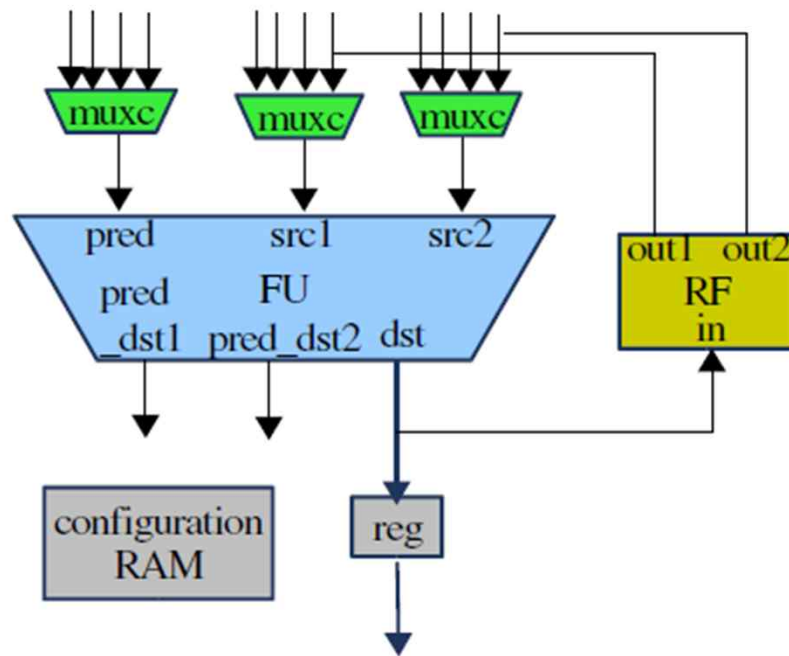 muxc
muxc
muxc
pred
src1
src2
pred
_dst1
FU
pred_dst2
dst
out1
out2
RF
in
configuration
RAM
reg